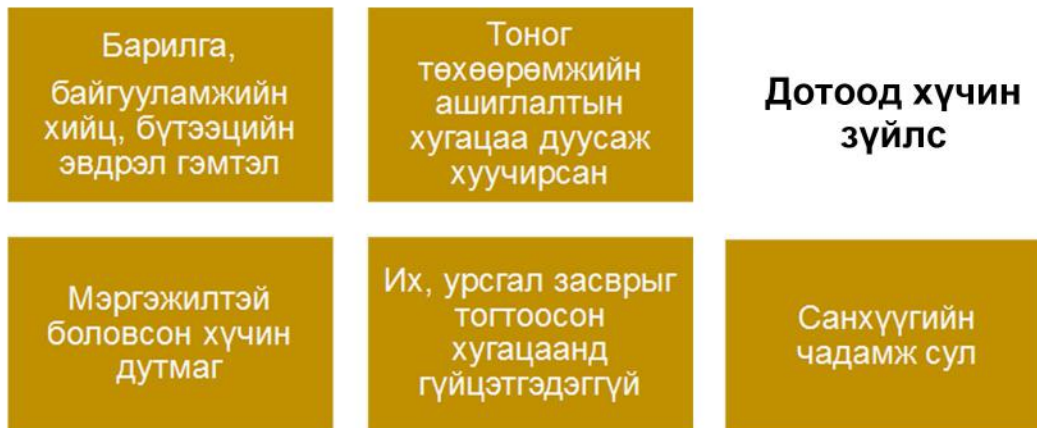 Барилга,
байгууламжийн
хийц, бүтээцийн
эвдрэл гэмтэл
Тоног
төхөөрөмжийн
ашиглалтын
хугацаа дуусаж
хуучирсан
Дотоод хүчин
зүйлс
Мэргэжилтэй
боловсон хүчин
дутмаг
Их, урсгал засврыг
тогтоосон
хугацаанд
гүйцэтгэдэггүй
Санхүүгийн
чадамж сул